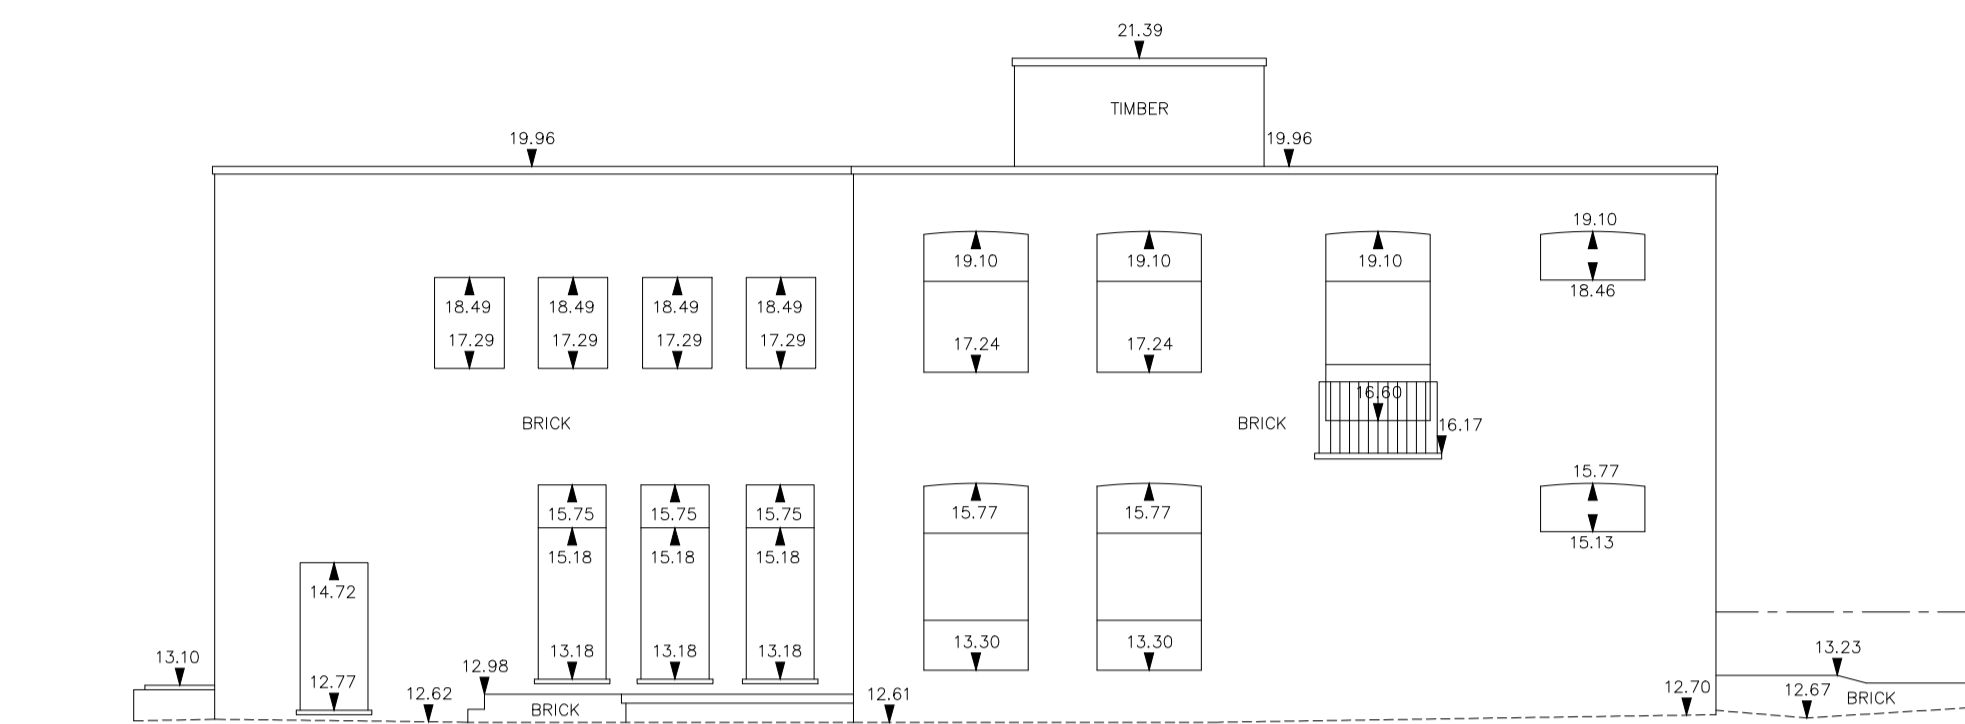 21.39
TIMBER
19.96 19.96
19.10
19.10 19.10 19.10
18.46
18.49 18.49 18.49 18.49
17.29 17.29 17.29 17.29 17.24 17.24
16.60
BRICK BRICK 16.17
15.77
15.75 15.75 15.75 15.77 15.77
15.13
15.18 15.18 15.18
14.72
13.18 13.18 13.18 13.30 13.30
13.10 12.98 13.23
12.77 12.62 12.61 12.70 12.67
BRICK BRICK